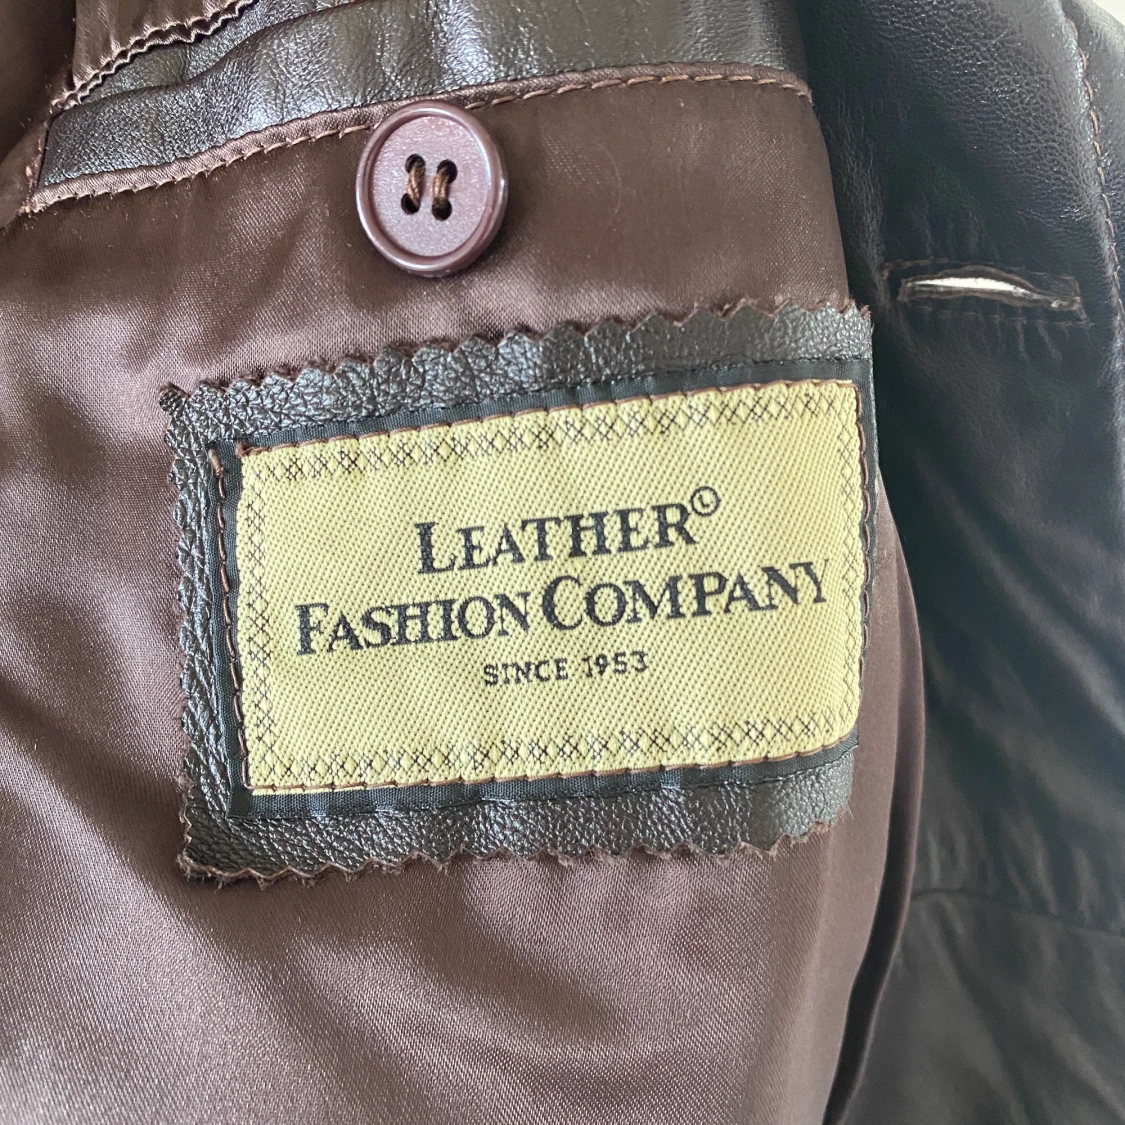 LEATHER Ⓛ
FASHION COMPANY
SINCE 1953